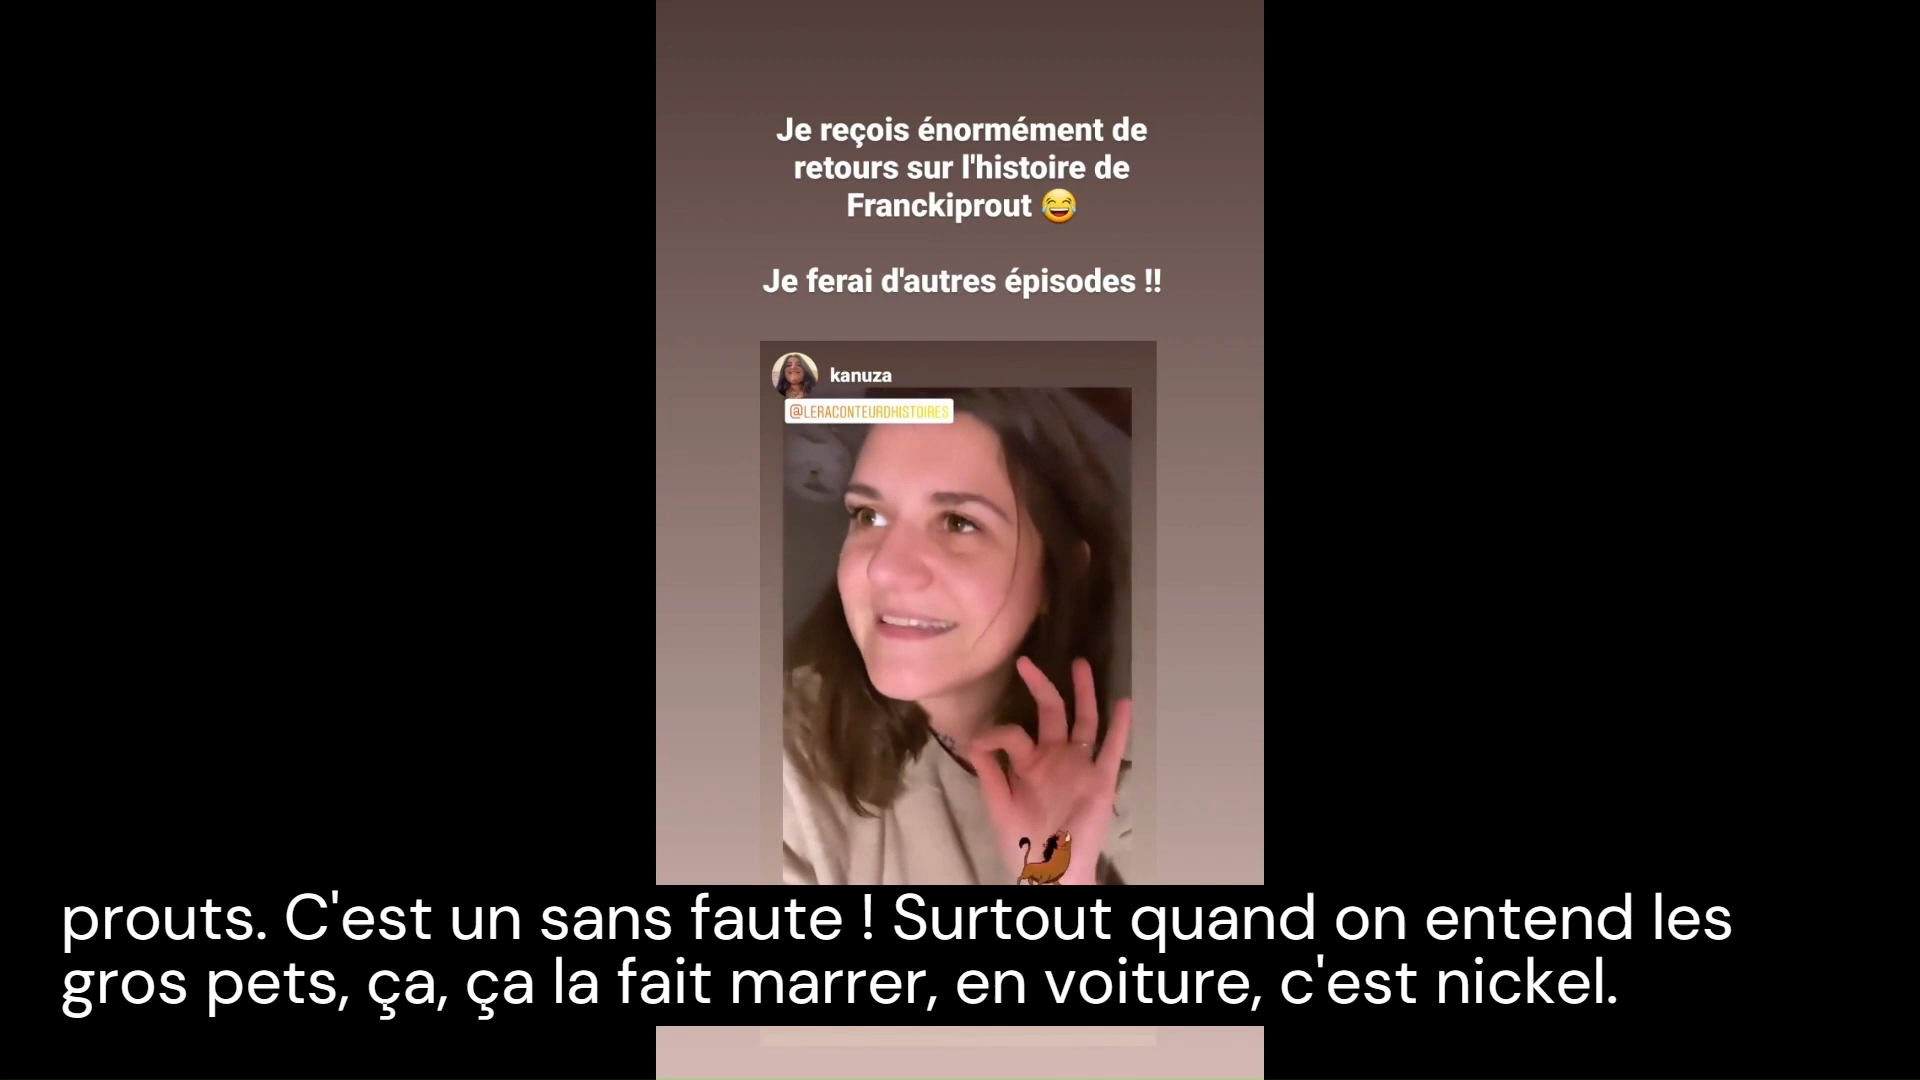 Je reçois énormément de
retours sur l'histoire de
Franckiprout 😂
Je ferai d'autres épisodes !!
kanuza
@LERACONTEURDHISTOIRES
prouts. C'est un sans faute ! Surtout quand on entend les
gros pets, ça, ça la fait marrer, en voiture, c'est nickel.